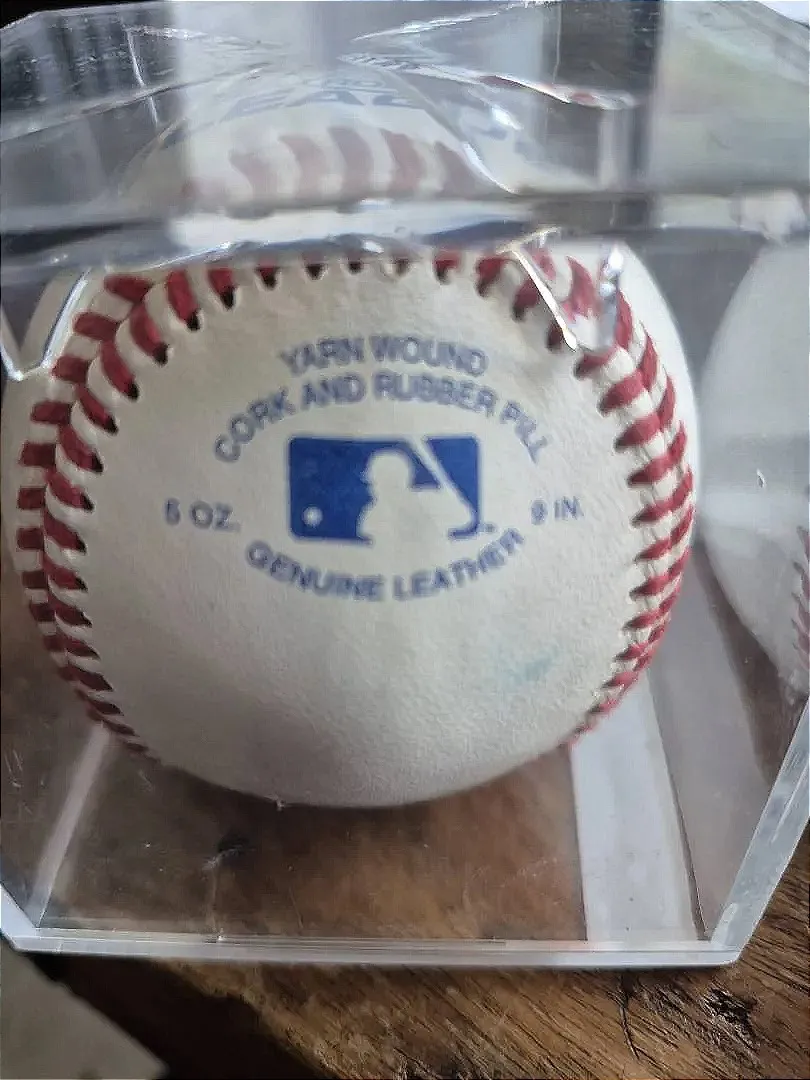 YARN WOUND
CORK AND RUBBER PILL
5 OZ. 9 IN.
GENUINE LEATHER